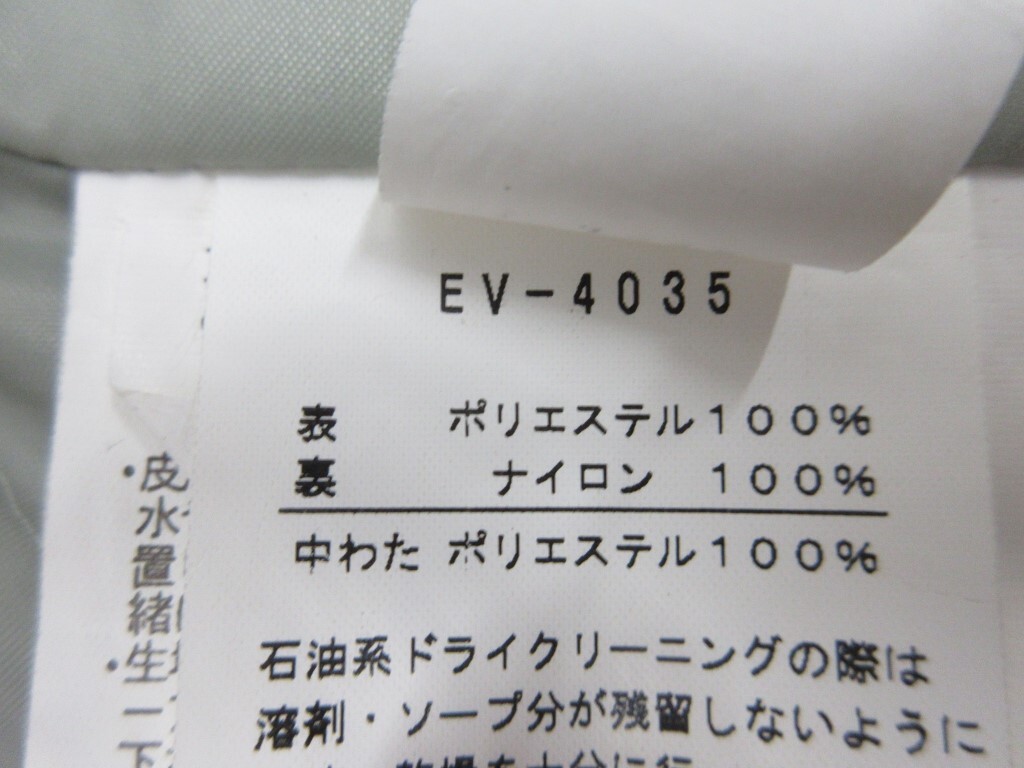 EV-4035
表 ポリエステル100%
裏 ナイロン 100%
中わた ポリエステル100%
石油系ドライクリーニングの際は
溶剤・ソープ分が残留しないように
・皮
水
置
緒
・生